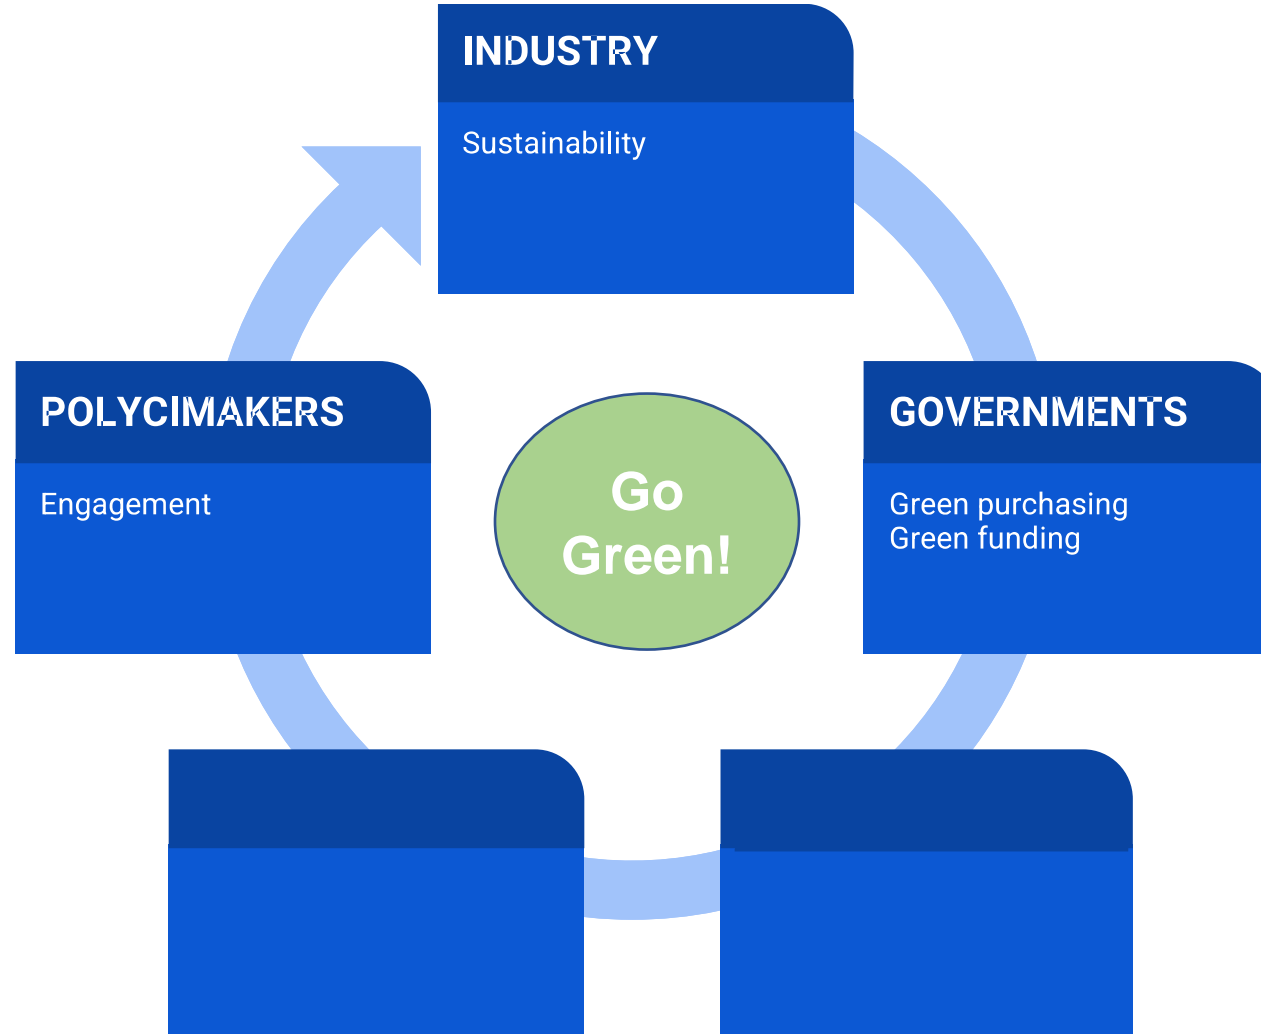 INDUSTRY
Sustainability
POLYCIMAKERS
Engagement
Go
Green!
GOVERNMENTS
Green purchasing
Green funding